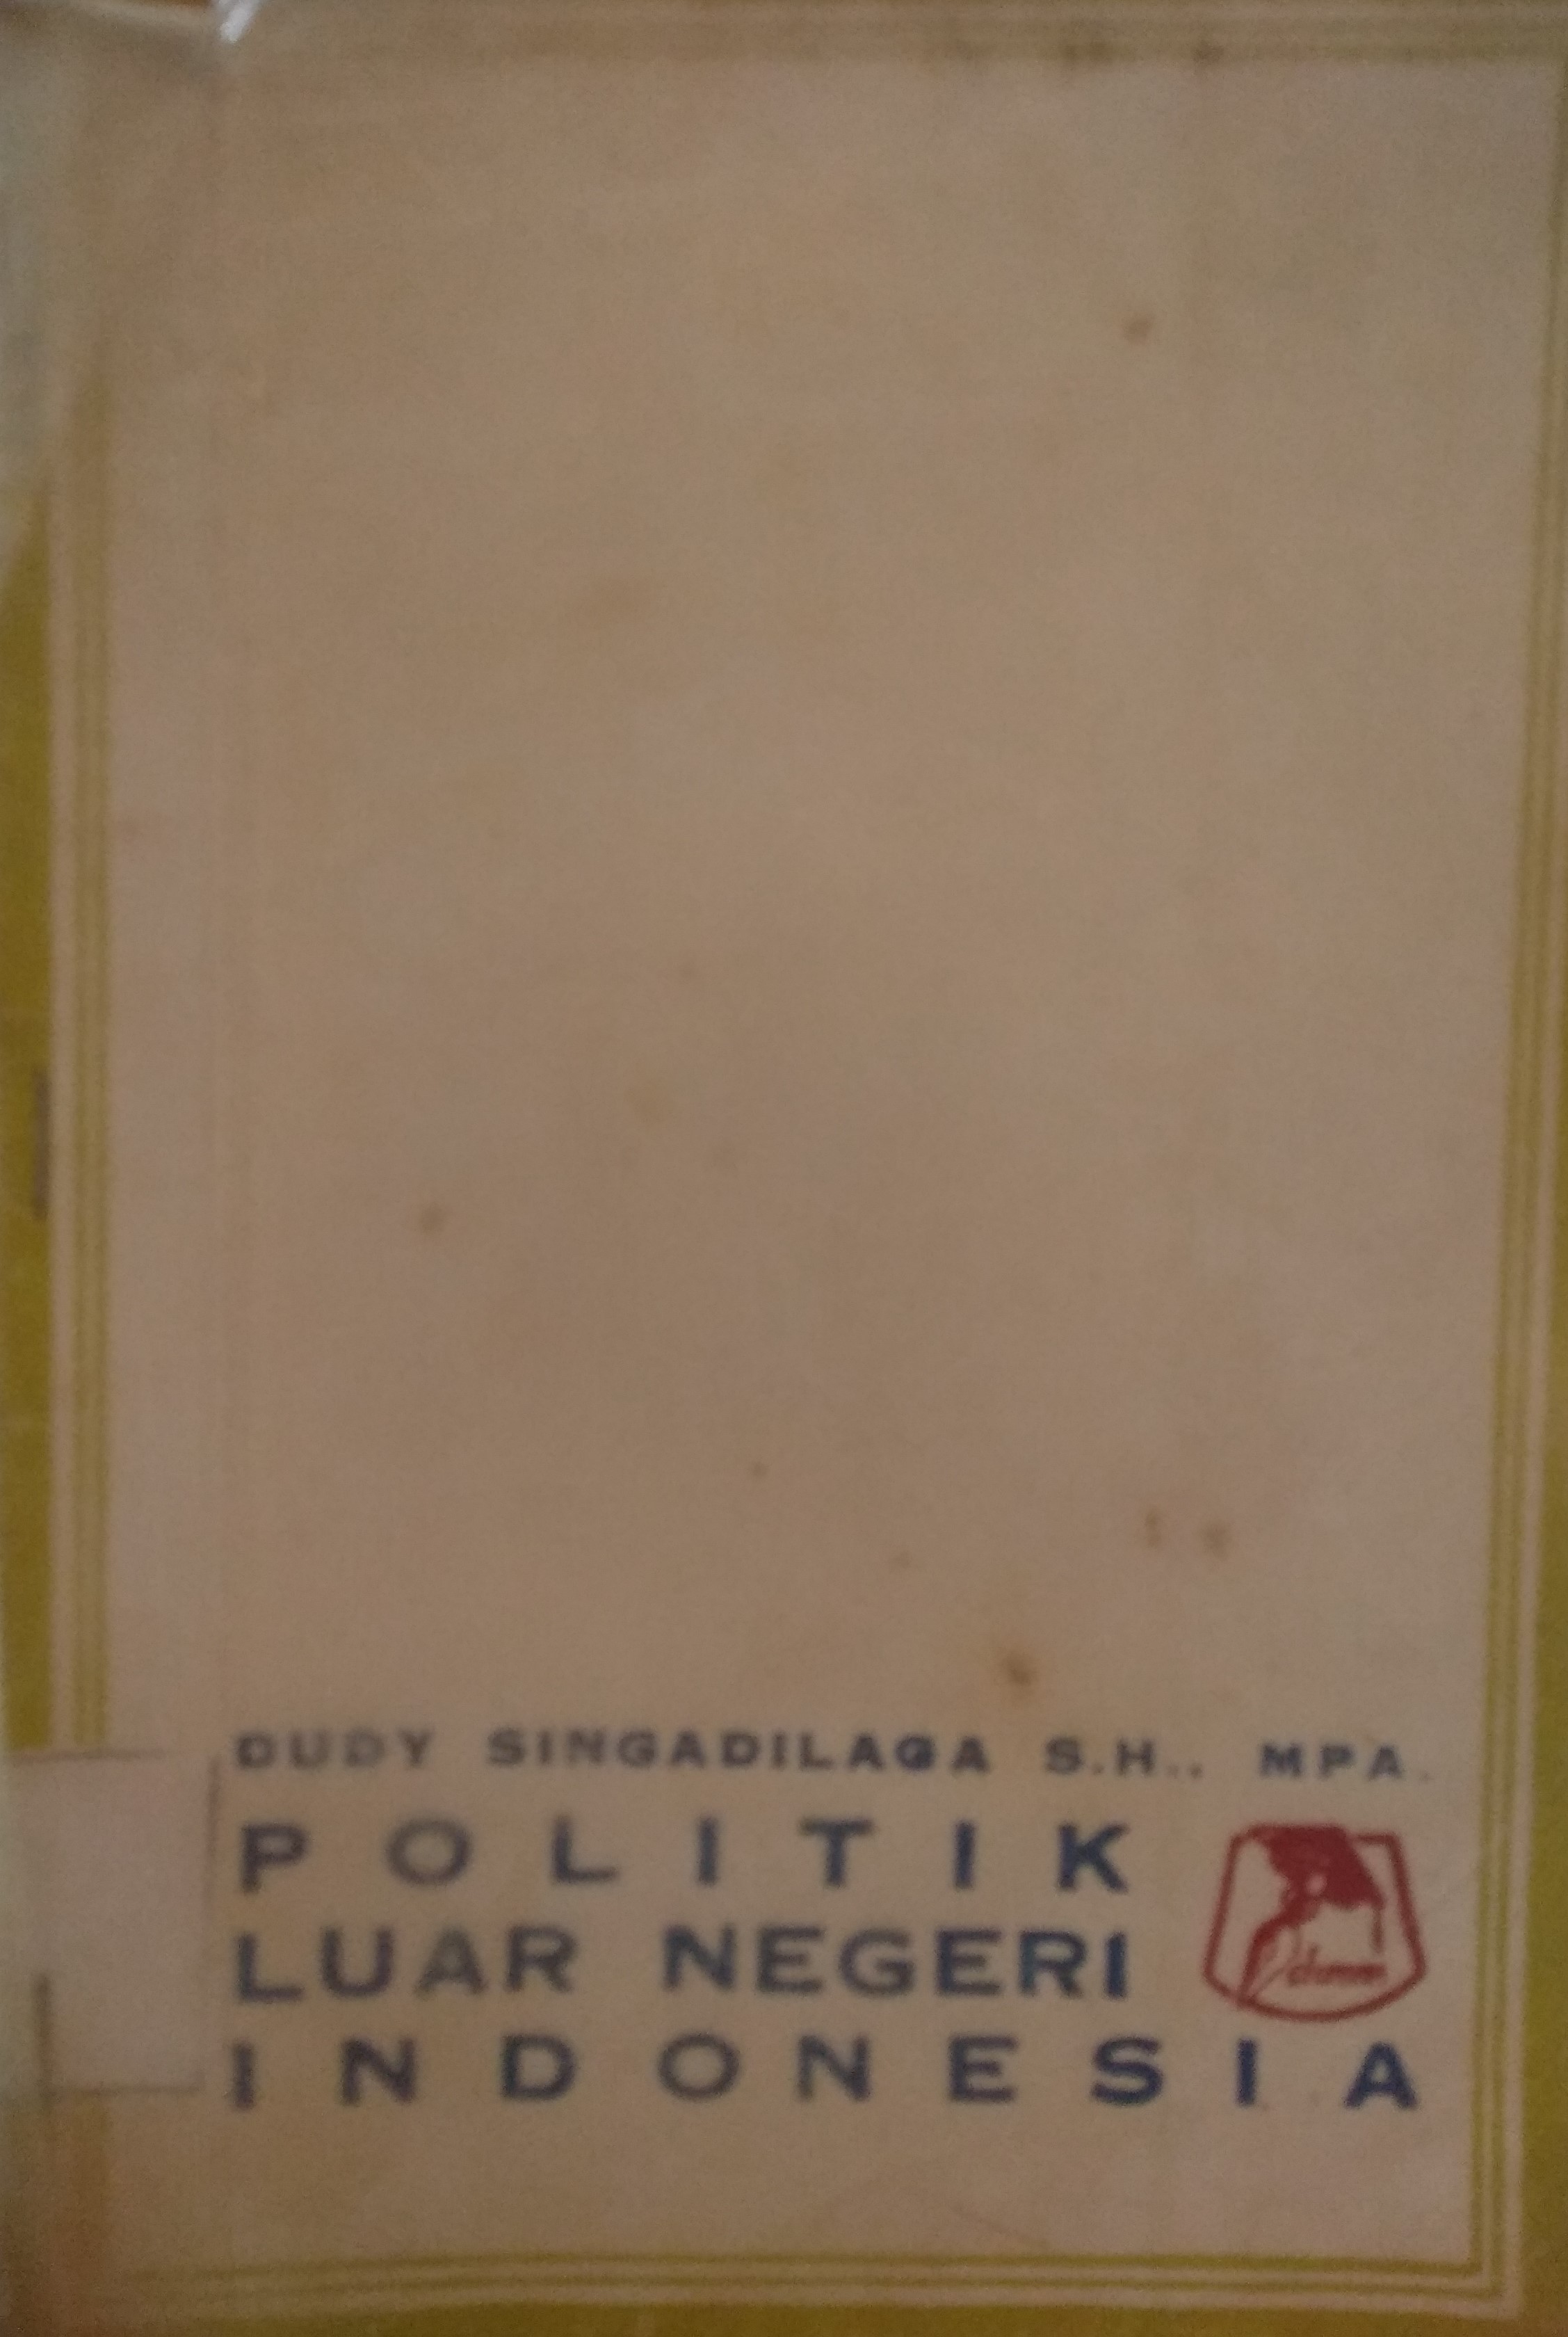 DUDY SINGADILAGA S.H., MPA.
POLITIK
LUAR NEGERI
INDONESIA